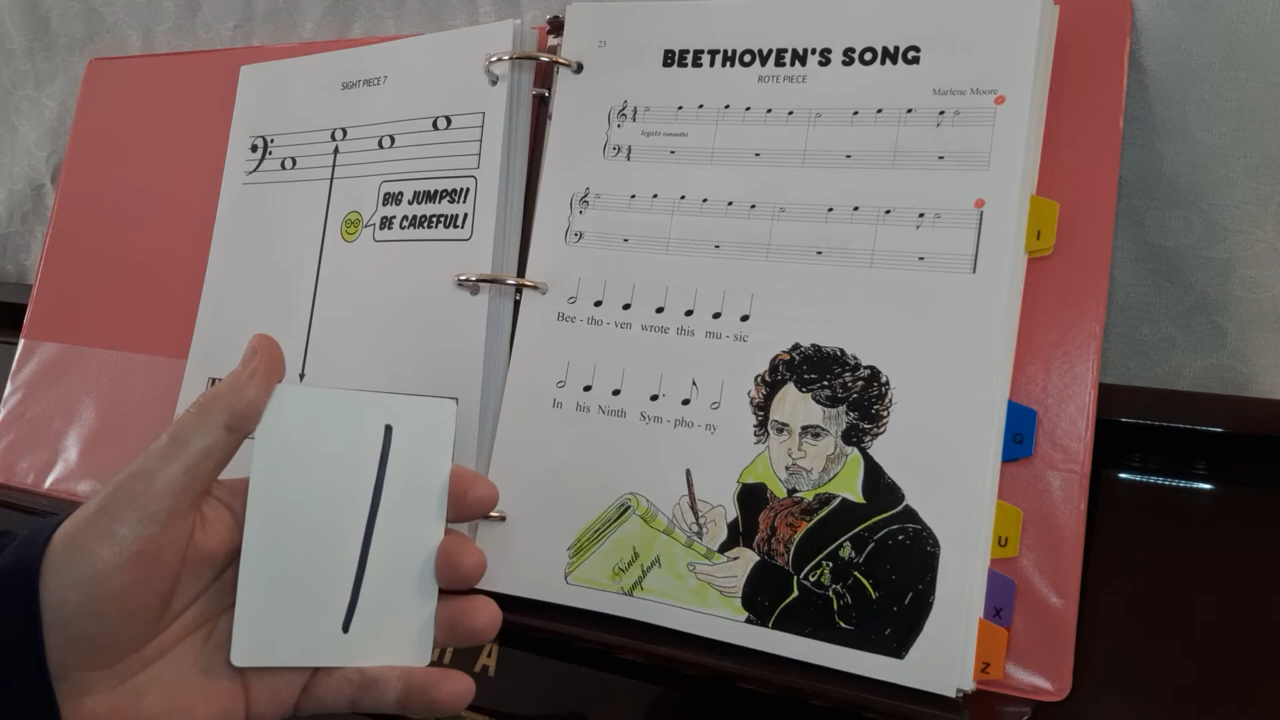 SIGHT PIECE 7
BIG JUMPS!!
BE CAREFUL!
23
BEETHOVEN'S SONG
ROTE PIECE
Marlene Moore
legato (smooth)
Bee - tho - ven wrote this mu - sic
In his Ninth Sym - pho - ny
Ninth
Symphony
I
Q
U
X
Z
A